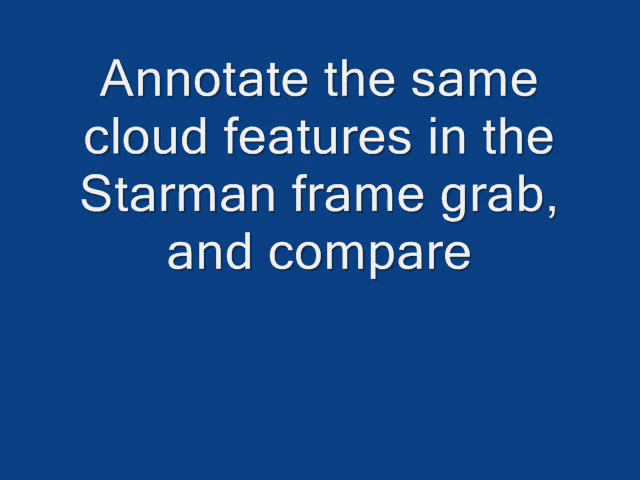 Annotate the same
cloud features in the
Starman frame grab,
and compare